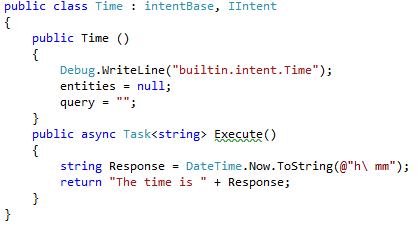 public class Time : intentBase, IIntent
{
    public Time ()
    {
        Debug.WriteLine("builtin.intent.Time");
        entities = null;
        query = "";
    }
    public async Task<string> Execute()
    {
        string Response = DateTime.Now.ToString(@"h\ mm");
        return "The time is " + Response;
    }
}